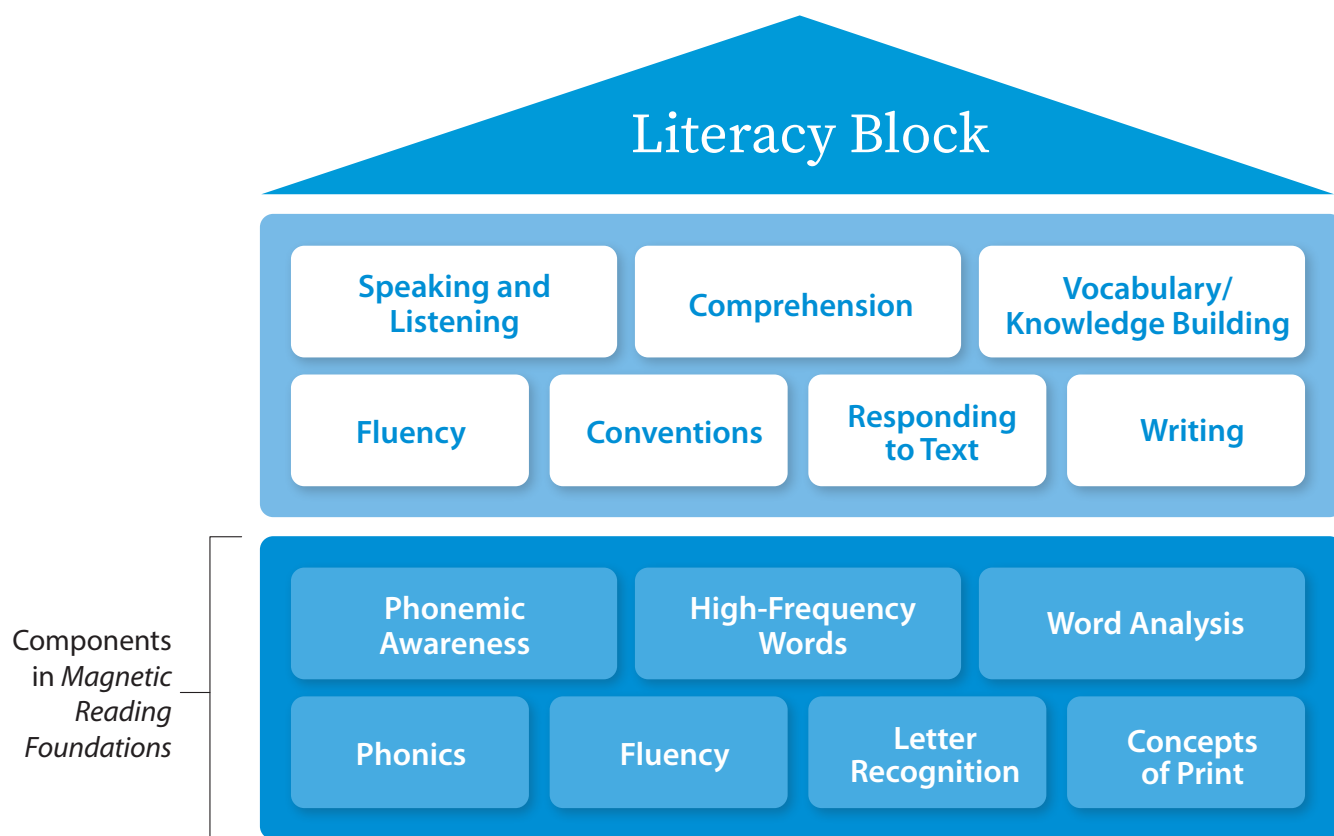 Literacy Block
Speaking and
Listening
Comprehension
Vocabulary/
Knowledge Building
Fluency
Conventions
Responding
to Text
Writing
Components
in Magnetic
Reading
Foundations
Phonemic
Awareness
High-Frequency
Words
Word Analysis
Phonics
Fluency
Letter
Recognition
Concepts
of Print